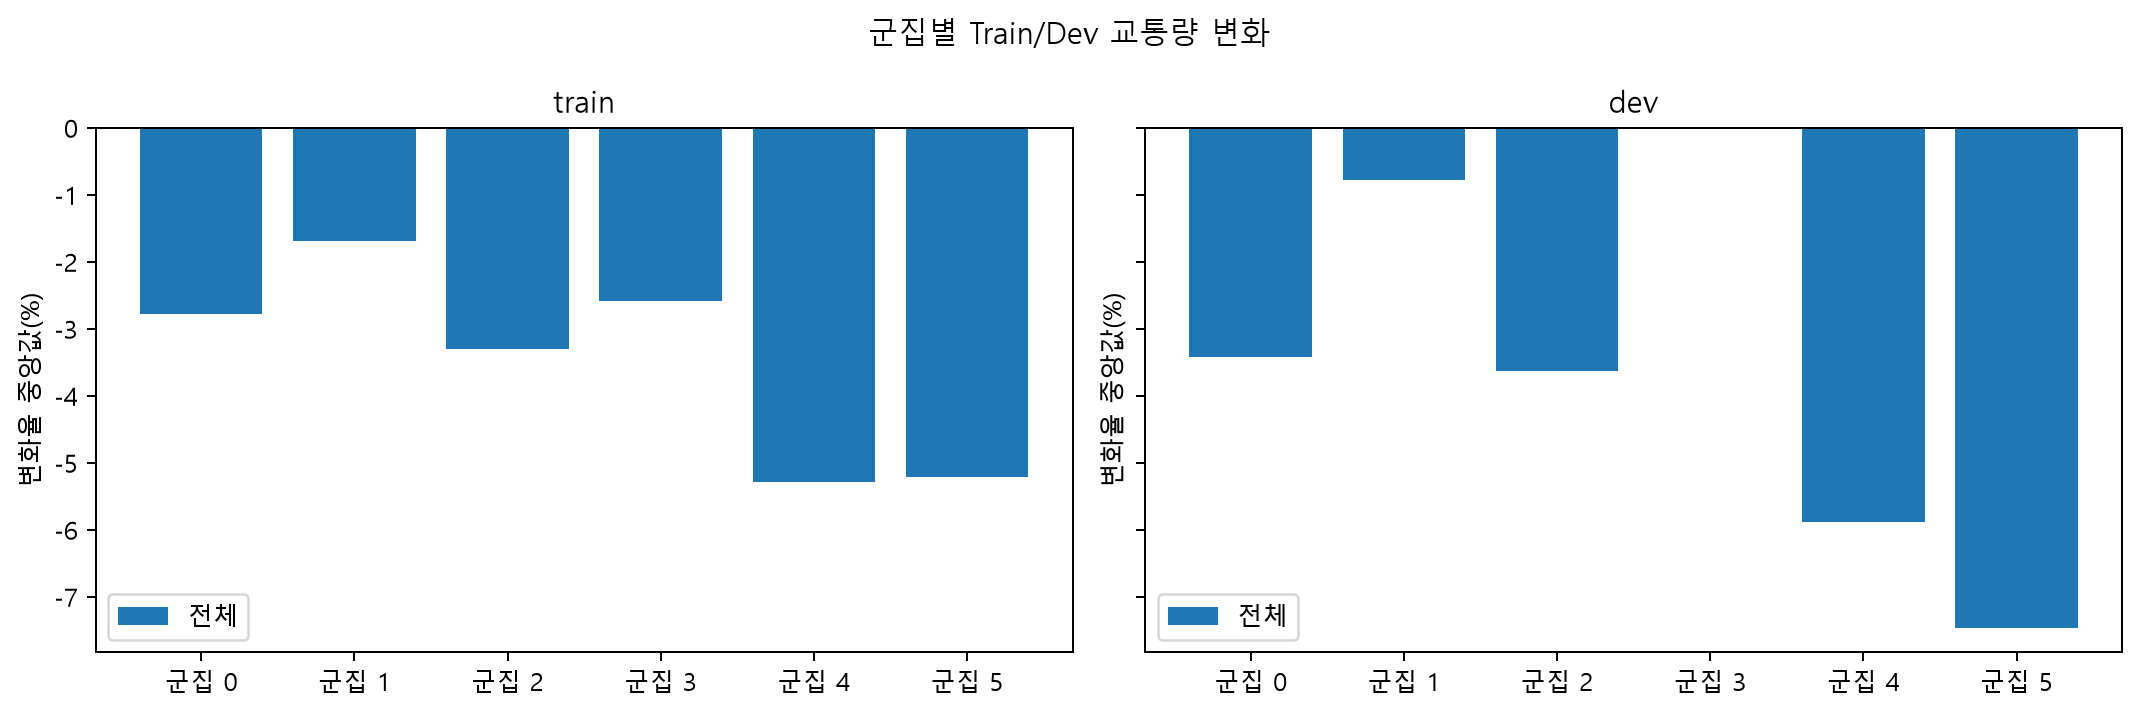 군집별 Train/Dev 교통량 변화
train
변화율 중앙값(%)
0
-1
-2
-3
-4
-5
-6
-7
전체
군집 0 군집 1 군집 2 군집 3 군집 4 군집 5
dev
변화율 중앙값(%)
전체
군집 0 군집 1 군집 2 군집 3 군집 4 군집 5